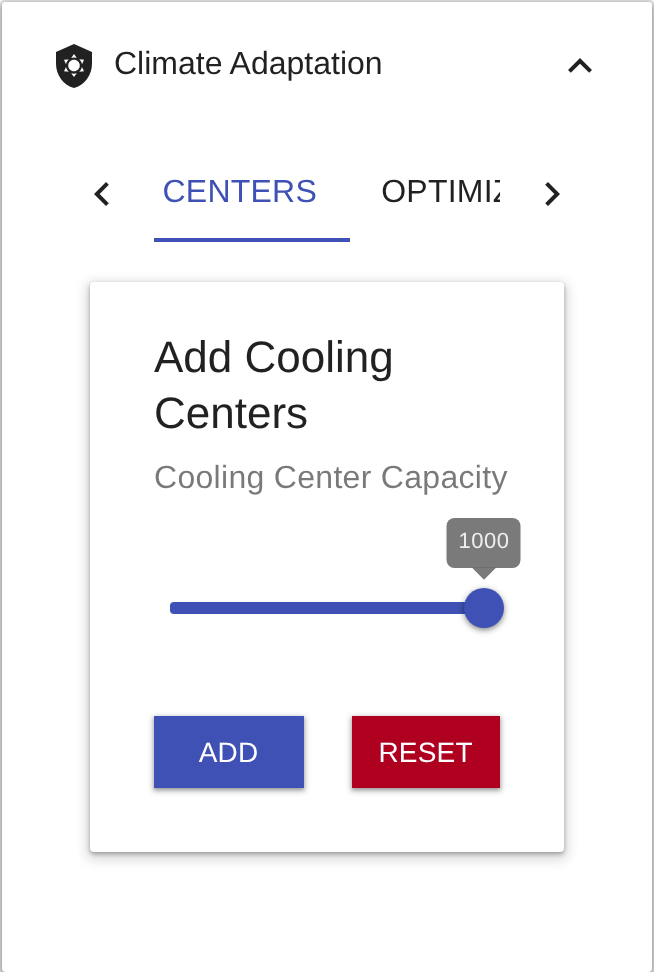 Climate Adaptation
CENTERS OPTIMIZ
Add Cooling
Centers
Cooling Center Capacity
1000
ADD RESET